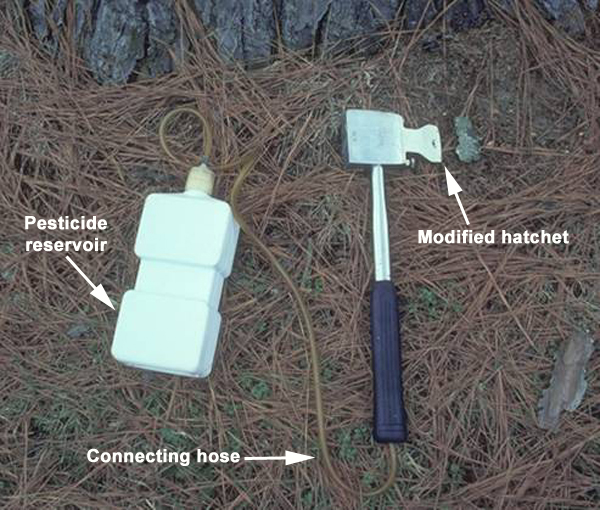 Pesticide
reservoir
Modified hatchet
Connecting hose